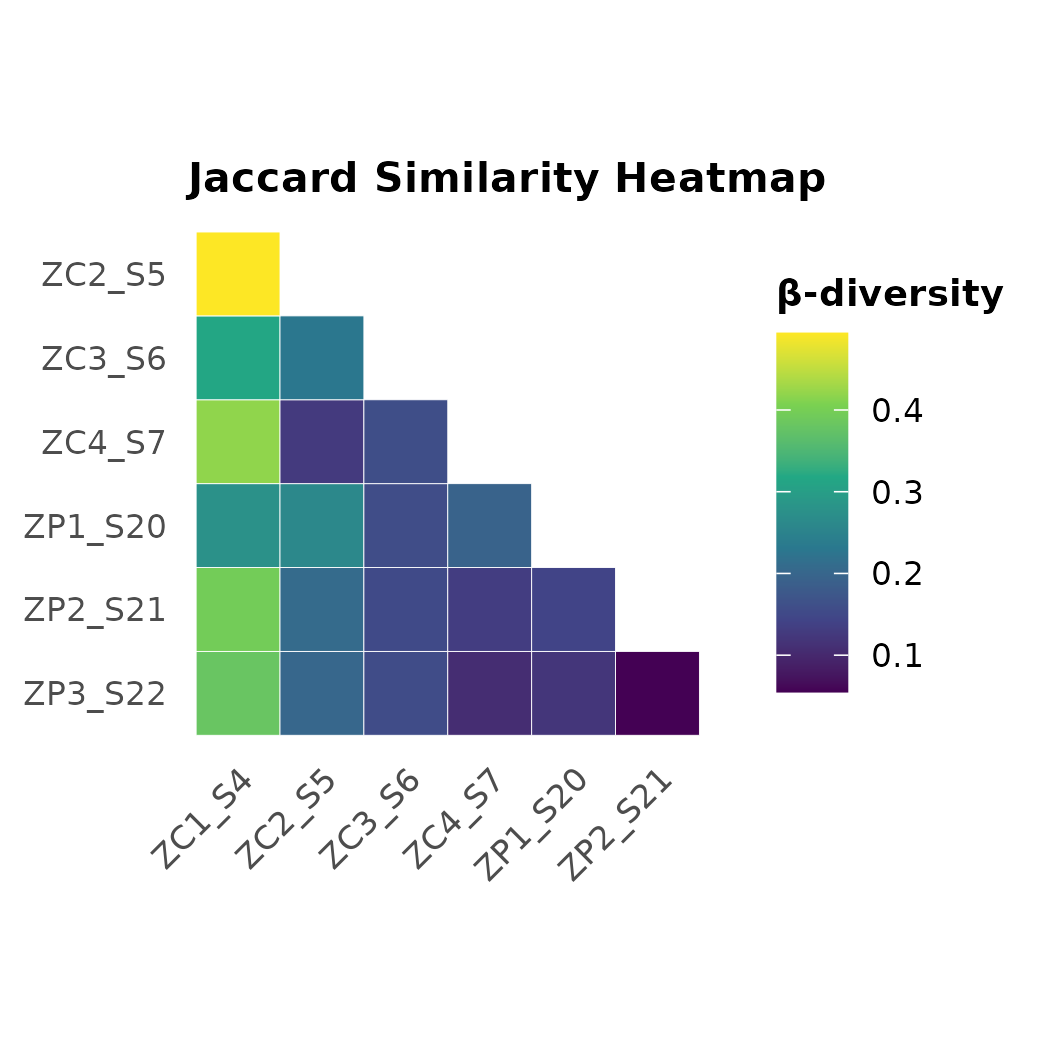 Jaccard Similarity Heatmap
ZC2_S5
ZC3_S6
ZC4_S7
ZP1_S20
ZP2_S21
ZP3_S22
ZC1_S4
ZC2_S5
ZC3_S6
ZC4_S7
ZP1_S20
ZP2_S21
β-diversity
0.4
0.3
0.2
0.1